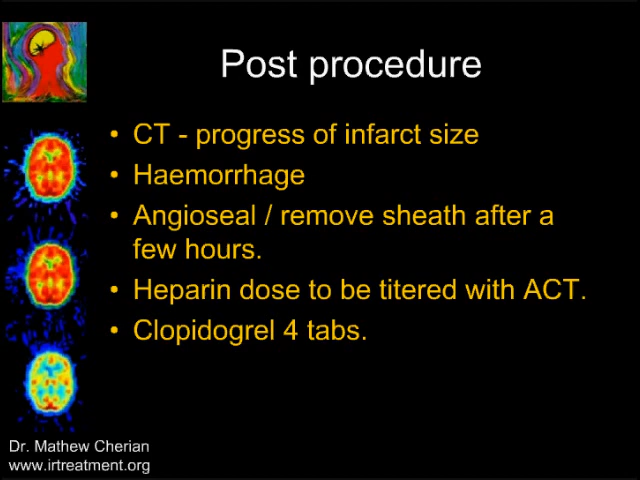 Post procedure
• CT - progress of infarct size
• Haemorrhage
• Angioseal / remove sheath after a
few hours.
• Heparin dose to be titered with ACT.
• Clopidogrel 4 tabs.
Dr. Mathew Cherian
www.irtreatment.org